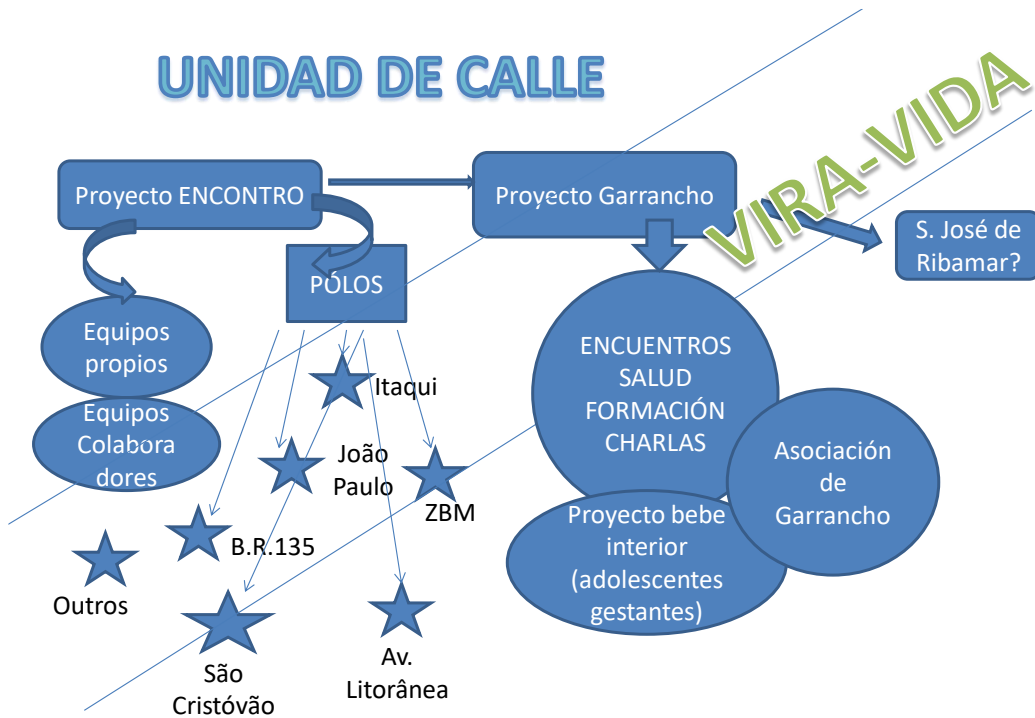 UNIDAD DE CALLE
VIRA-VIDA
Proyecto ENCONTRO
Proyecto Garrancho
S. José de
Ribamar?
PÓLOS
Equipos
propios
Equipos
Colabora
dores
ENCUENTROS
SALUD
FORMACIÓN
CHARLAS
Asociación
de
Garrancho
Proyecto bebe
interior
(adolescentes
gestantes)
Itaqui
João
Paulo
ZBM
B.R.135
Outros
São
Cristóvão
Av.
Litorânea